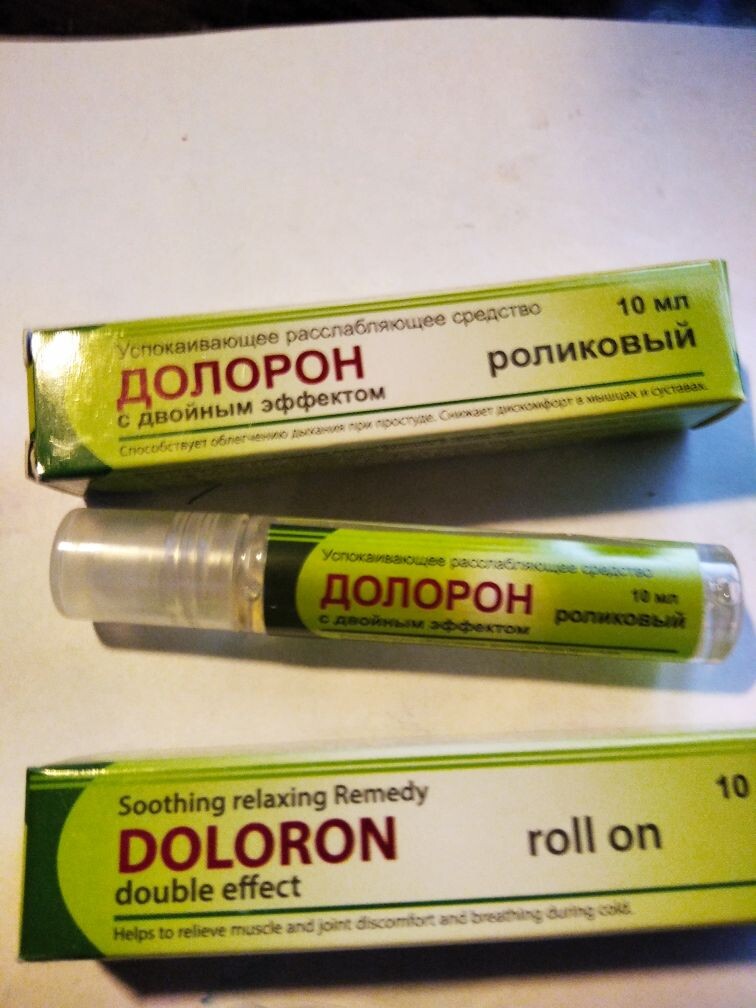 Успокаивающее расслабляющее средство
10 мл
ДОЛОРОН
роликовый
с двойным эффектом
Способствует облегчению дыхания при простуде. Снижает дискомфорт в мышцах и суставах.
Успокаивающее расслабляющее средство
ДОЛОРОН
10 мл
роликовый
с двойным эффектом
Soothing relaxing Remedy
10
DOLORON
roll on
double effect
Helps to relieve muscle and joint discomfort and breathing during cold.